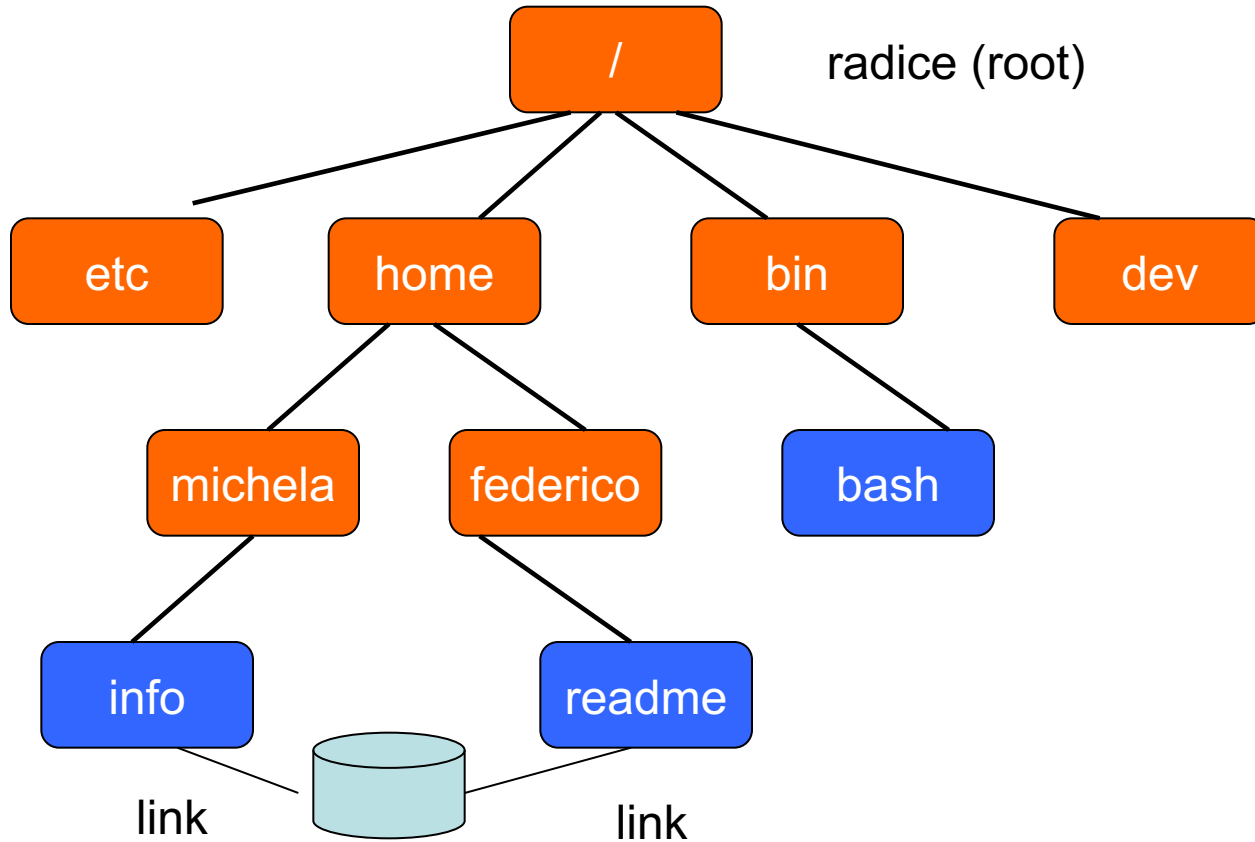 /
radice (root)
etc
home
bin
dev
michela
federico
bash
info
readme
link
link